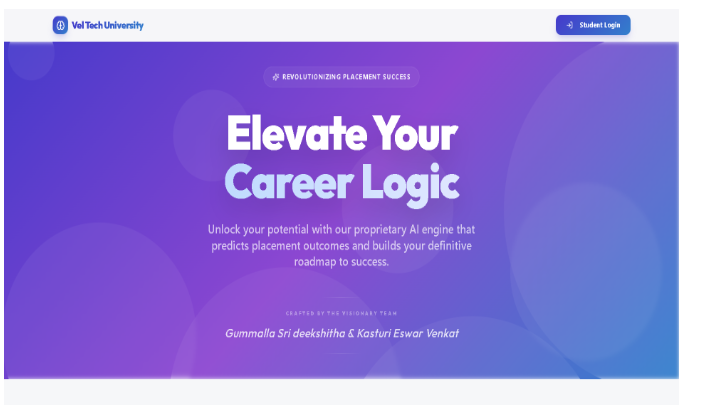 Vel Tech University
Student Login
REVOLUTIONIZING PLACEMENT SUCCESS
Elevate Your
Career Logic
Unlock your potential with our proprietary AI engine that
predicts placement outcomes and builds your definitive
roadmap to success.
CRAFTED BY THE VISIONARY TEAM
Gummalla Sri deekshitha & Kasturi Eswar Venkat